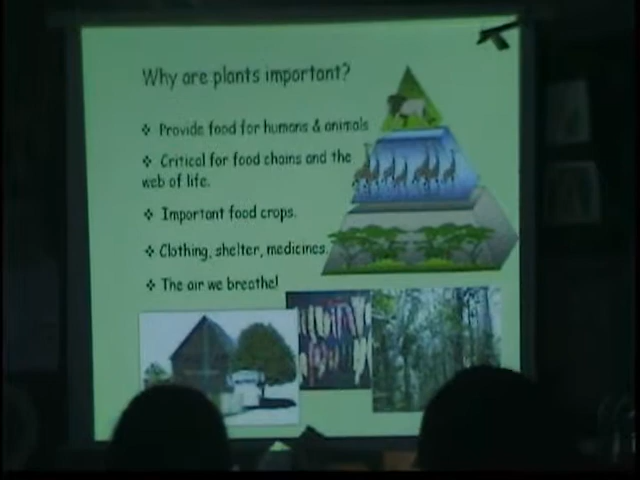 Why are plants important?
❖ Provide food for humans & animals
❖ Critical for food chains and the
web of life.
❖ Important food crops.
❖ Clothing, shelter, medicines.
❖ The air we breathe!